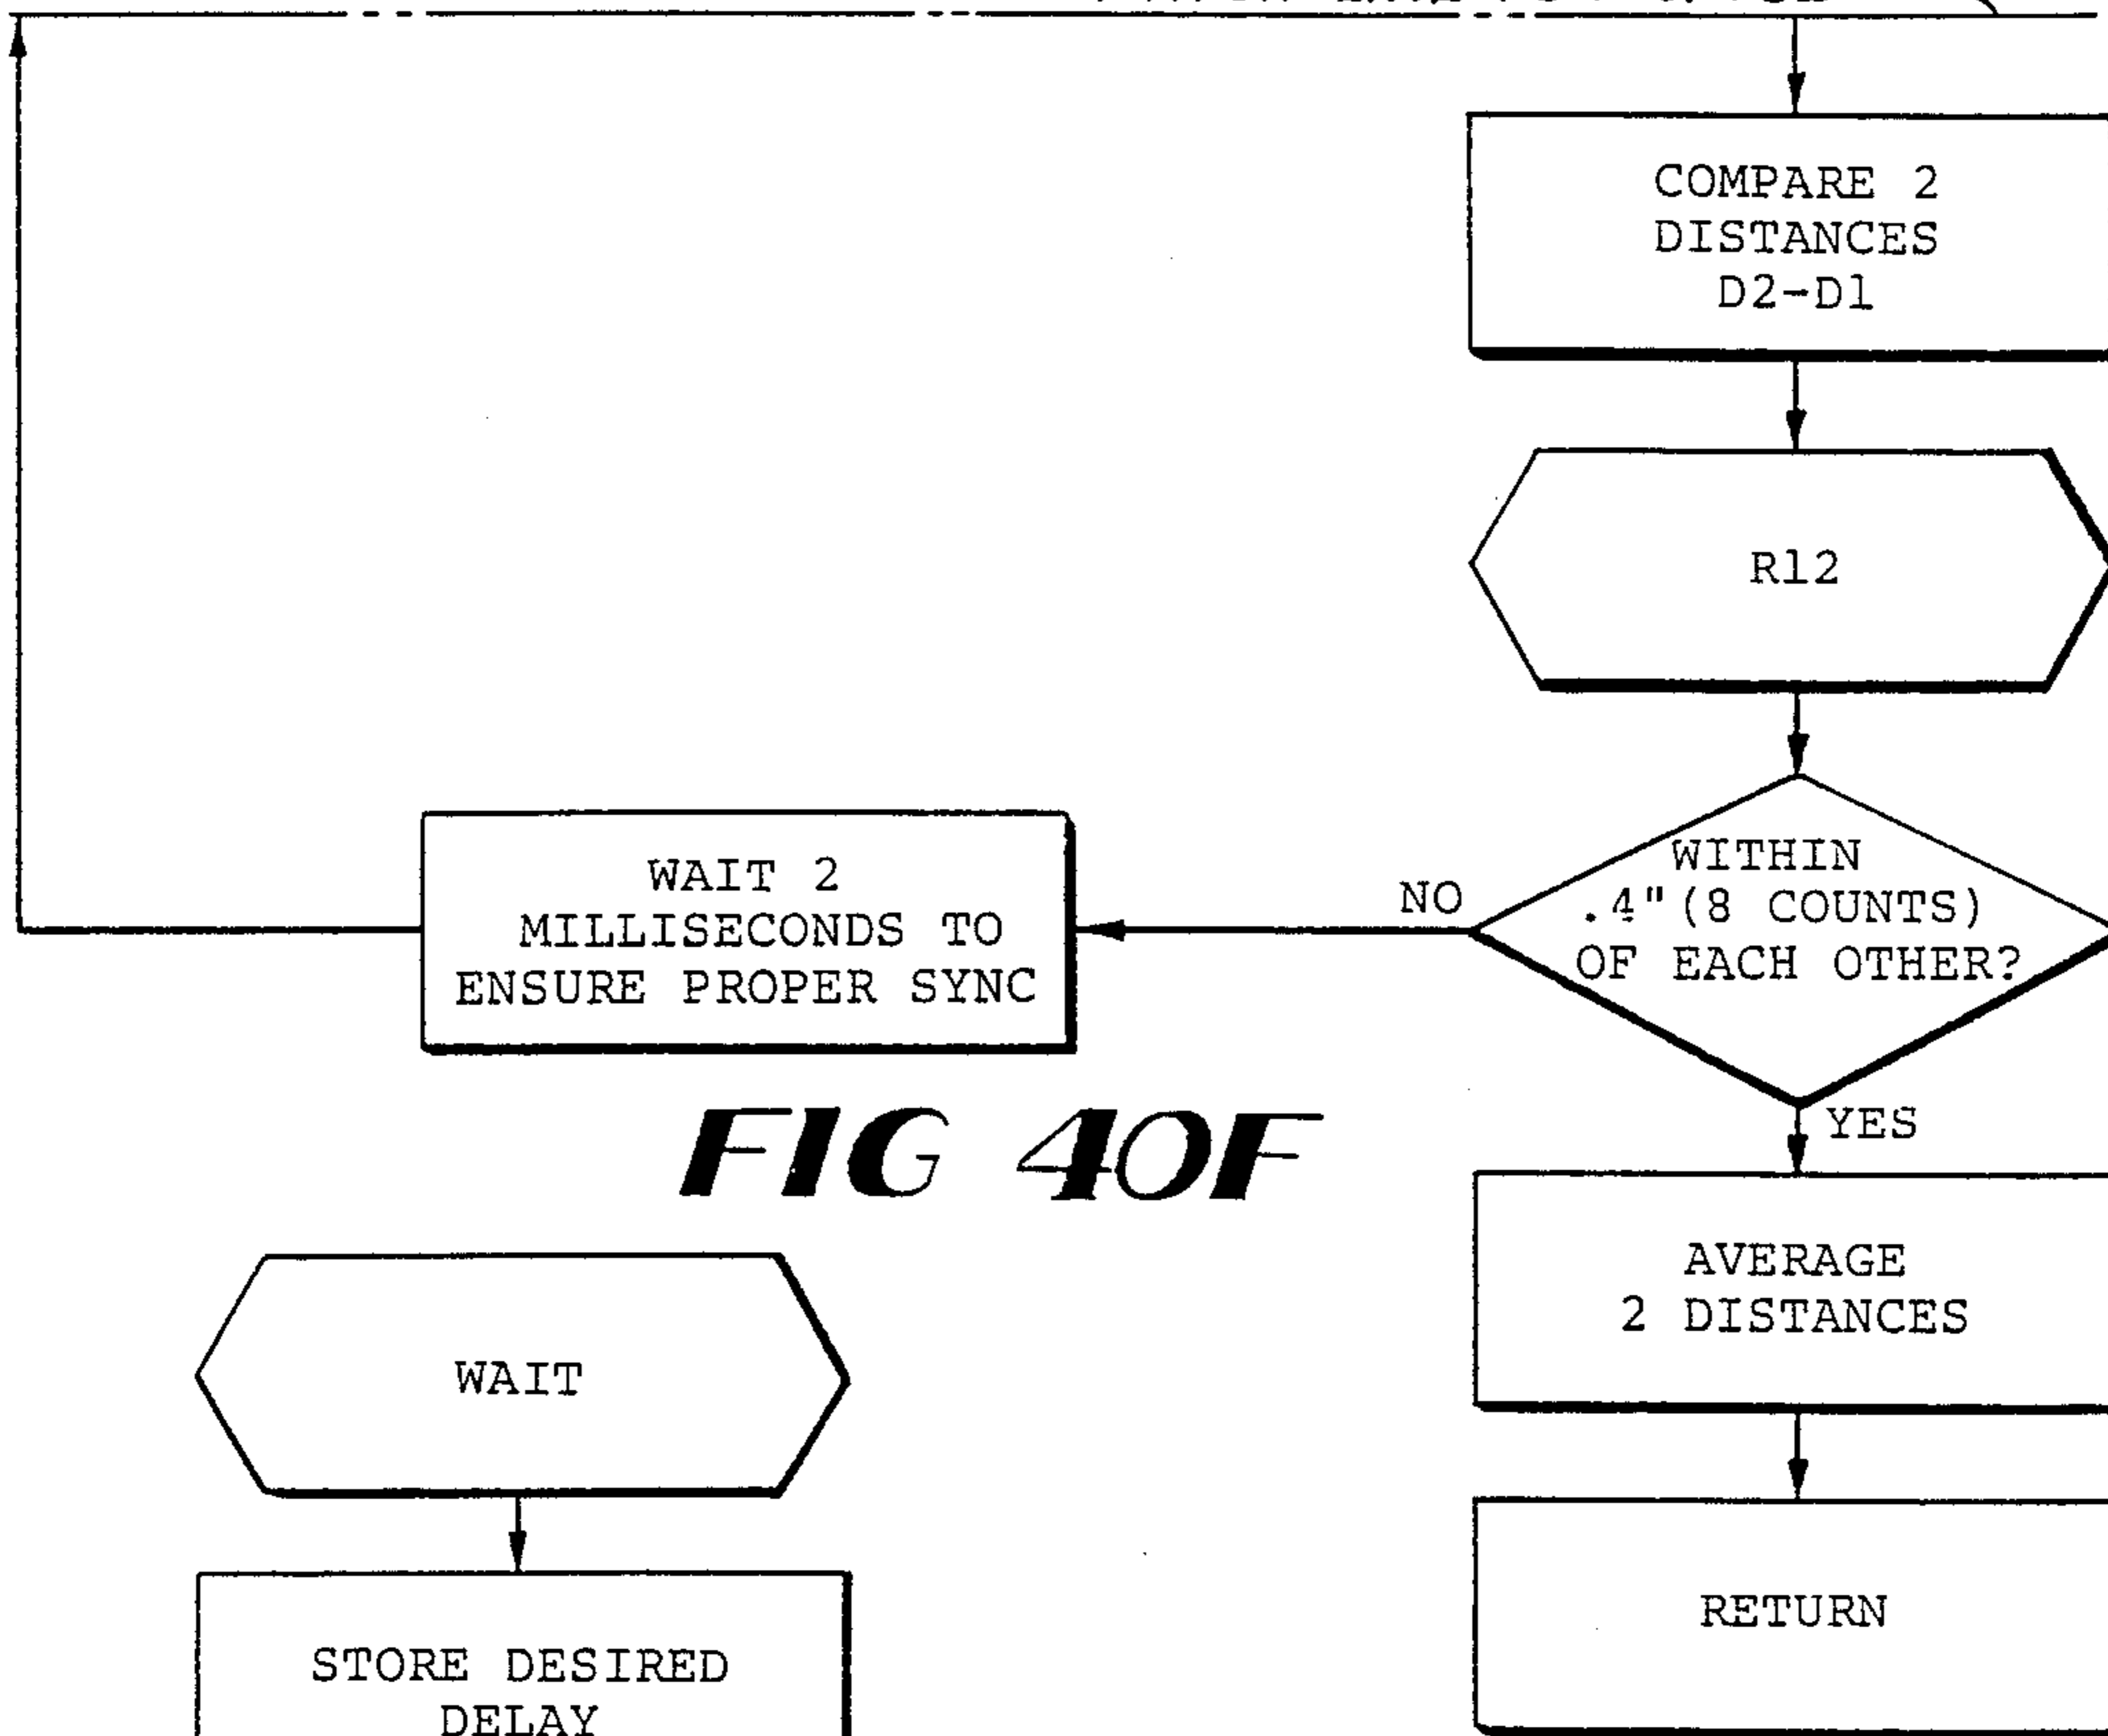 COMPARE 2
DISTANCES
D2-D1
R12
WITHIN
.4"(8 COUNTS)
OF EACH OTHER?
NO
WAIT 2
MILLISECONDS TO
ENSURE PROPER SYNC
YES
FIG 40F
AVERAGE
2 DISTANCES
WAIT
RETURN
STORE DESIRED
DELAY